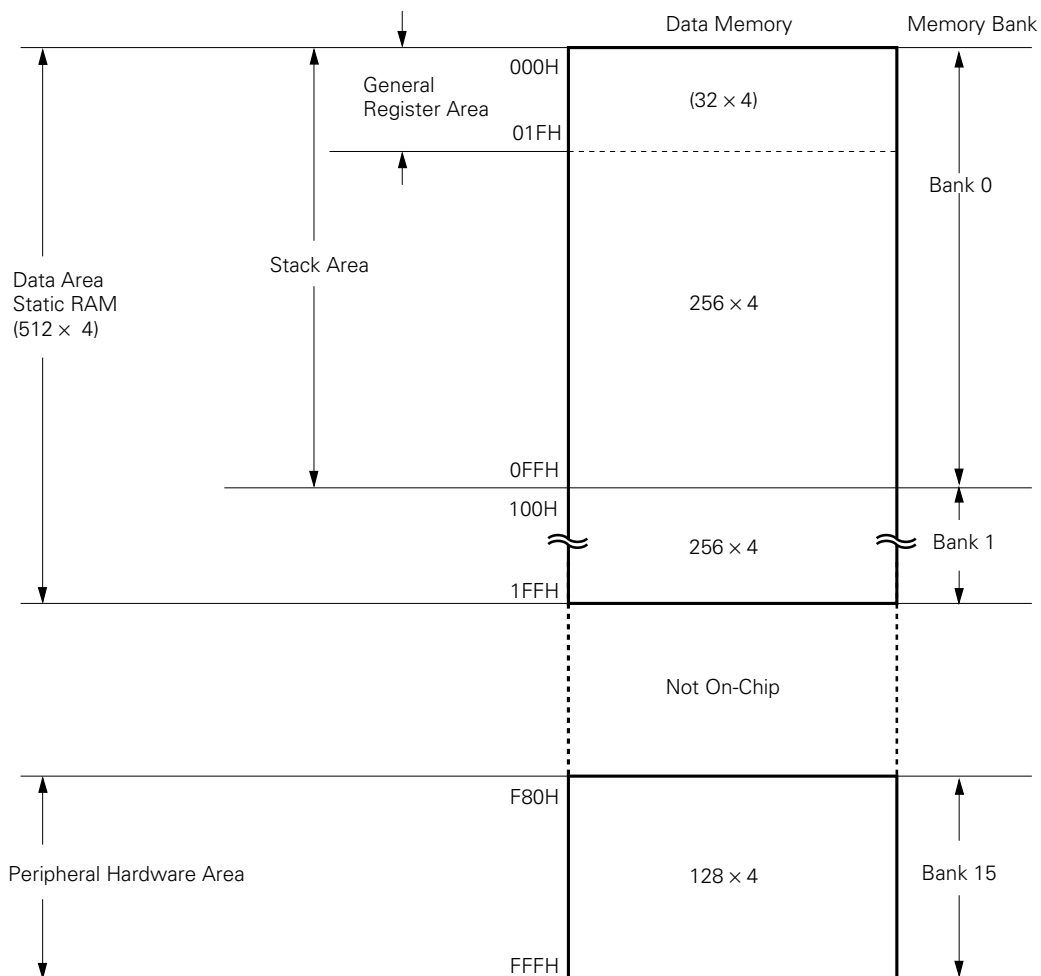 Data Memory
Memory Bank
000H
General
Register Area
(32 × 4)
01FH
Bank 0
Stack Area
Data Area
Static RAM
(512 × 4)
256 × 4
0FFH
100H
256 × 4
Bank 1
1FFH
Not On-Chip
F80H
Peripheral Hardware Area
128 × 4
Bank 15
FFFH